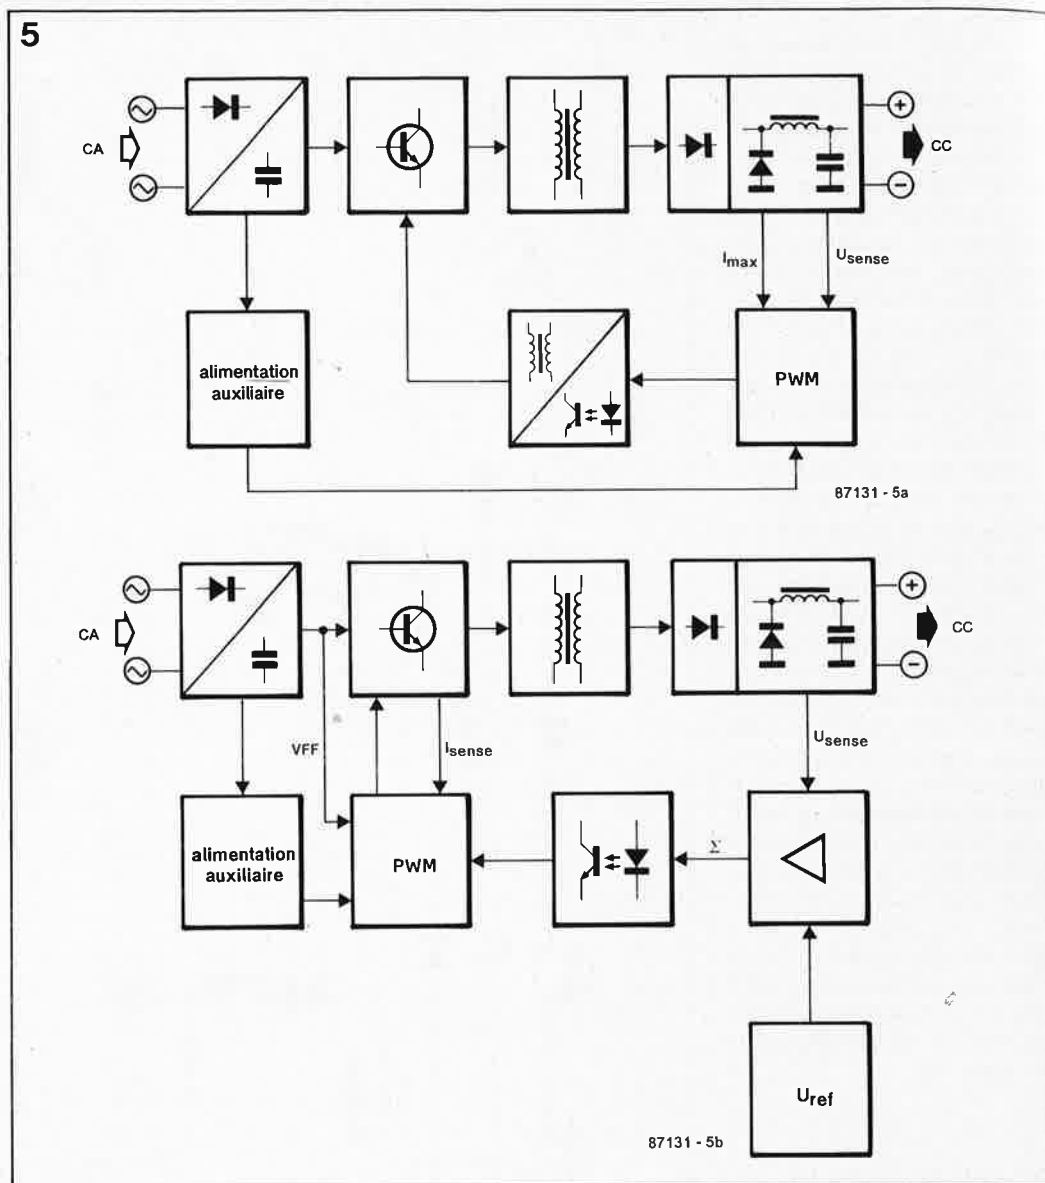 5
CA
+
CC
−
Imax
Usense
alimentation
auxiliaire
PWM
87131 - 5a
CA
+
CC
−
VFF
Isense
Usense
alimentation
auxiliaire
PWM
Σ
Uref
87131 - 5b